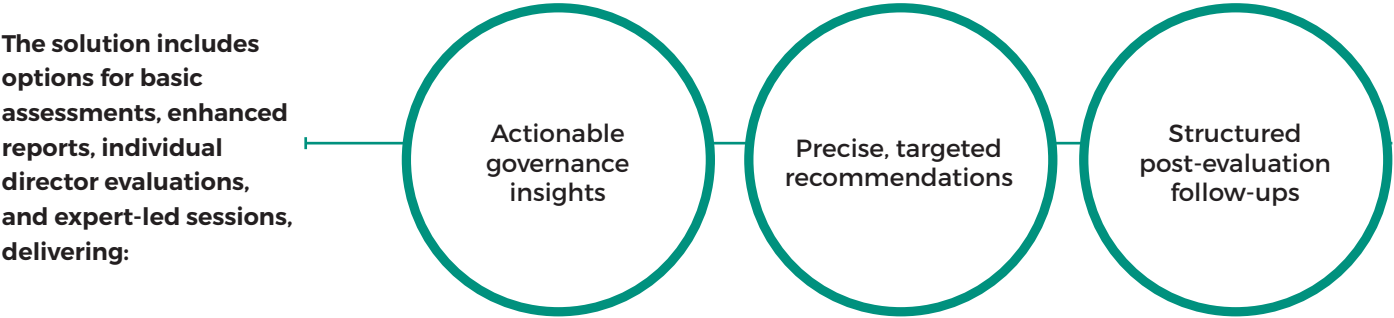 The solution includes
options for basic
assessments, enhanced
reports, individual
director evaluations,
and expert-led sessions,
delivering:
Actionable
governance
insights
Precise, targeted
recommendations
Structured
post-evaluation
follow-ups